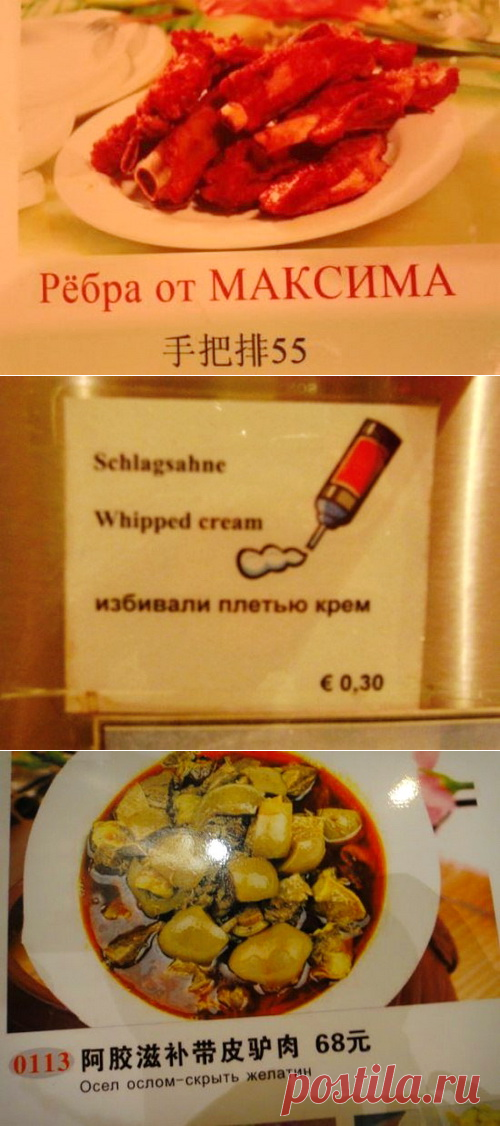 Рёбра от МАКСИМА
手把排55
Schlagsahne
Whipped cream
избивали плетью крем
€ 0,30
0113 阿胶滋补带皮驴肉 68元
Осел ослом-скрыть желатин
postila.ru